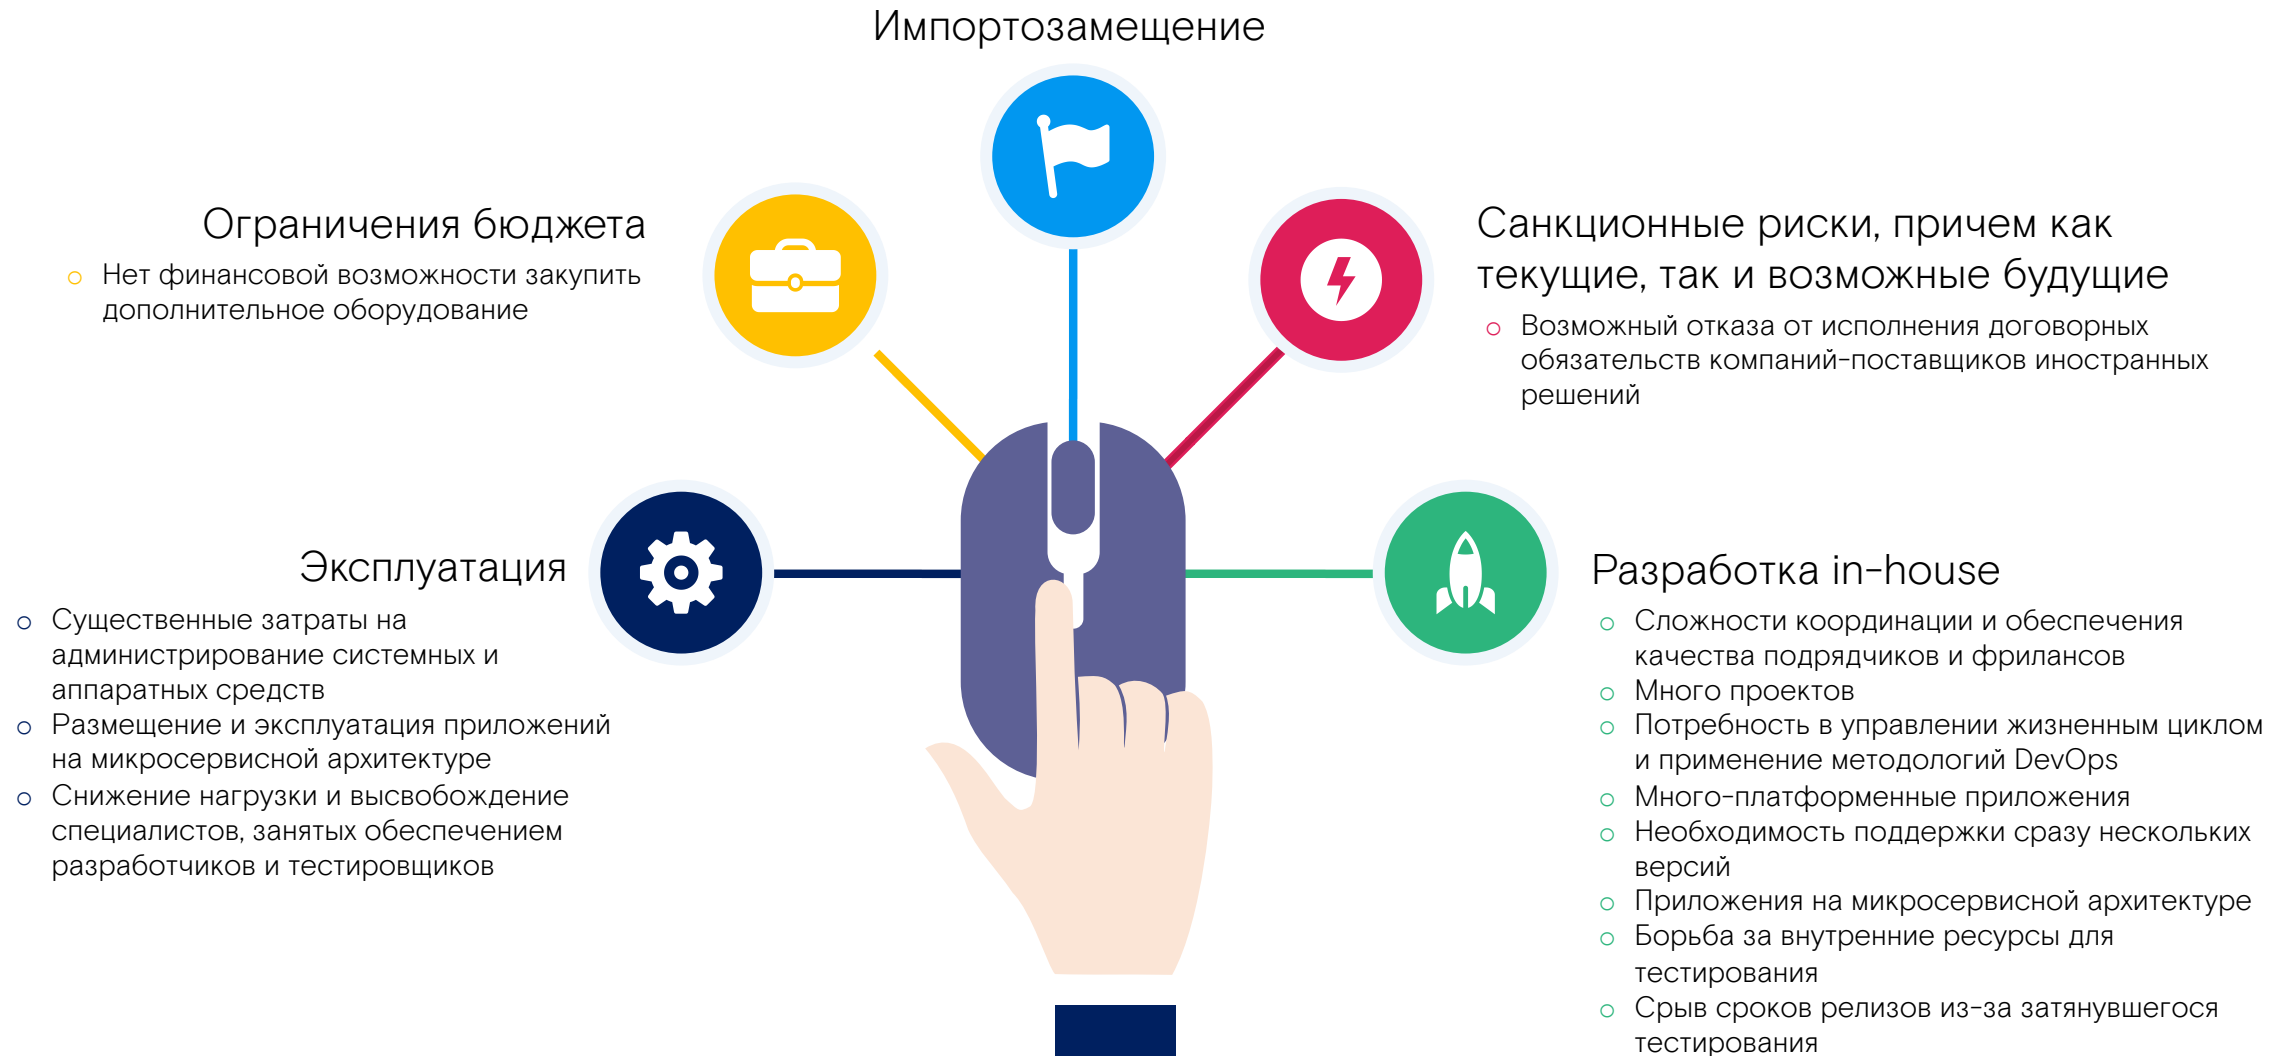 Импортозамещение
Ограничения бюджета
Нет финансовой возможности закупить
дополнительное оборудование
Санкционные риски, причем как
текущие, так и возможные будущие
Возможный отказа от исполнения договорных
обязательств компаний-поставщиков иностранных
решений
Эксплуатация
Существенные затраты на
администрирование системных и
аппаратных средств
Размещение и эксплуатация приложений
на микросервисной архитектуре
Снижение нагрузки и высвобождение
специалистов, занятых обеспечением
разработчиков и тестировщиков
Разработка in-house
Сложности координации и обеспечения
качества подрядчиков и фрилансов
Много проектов
Потребность в управлении жизненным циклом
и применение методологий DevOps
Много-платформенные приложения
Необходимость поддержки сразу нескольких
версий
Приложения на микросервисной архитектуре
Борьба за внутренние ресурсы для
тестирования
Срыв сроков релизов из-за затянувшегося
тестирования